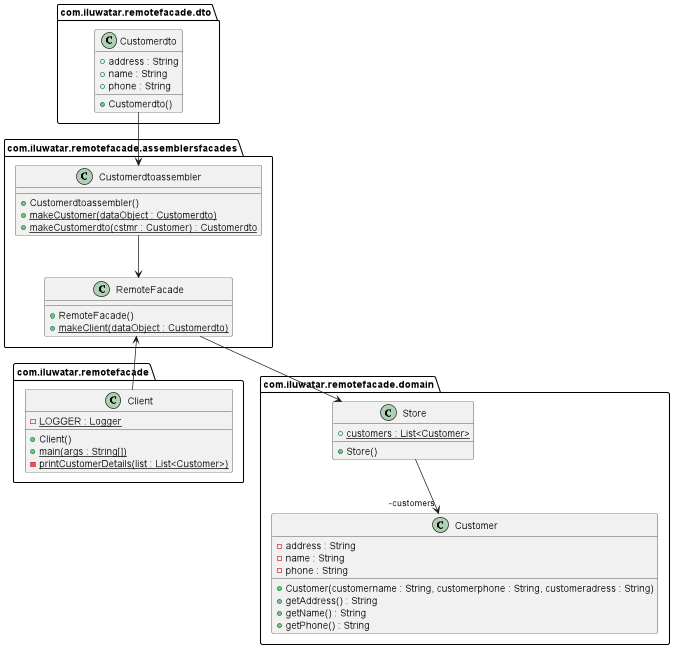 com.iluwatar.remotefacade.dto
C Customerdto
address : String
name : String
phone : String
Customerdto()
com.iluwatar.remotefacade.assemblersfacades
C Customerdtoassembler
Customerdtoassembler()
makeCustomer(dataObject : Customerdto)
makeCustomerdto(cstmr : Customer) : Customerdto
C RemoteFacade
RemoteFacade()
makeClient(dataObject : Customerdto)
com.iluwatar.remotefacade
C Client
LOGGER : Logger
Client()
main(args : String[])
printCustomerDetails(list : List<Customer>)
com.iluwatar.remotefacade.domain
C Store
customers : List<Customer>
Store()
-customers
C Customer
address : String
name : String
phone : String
Customer(customername : String, customerphone : String, customeradress : String)
getAddress() : String
getName() : String
getPhone() : String